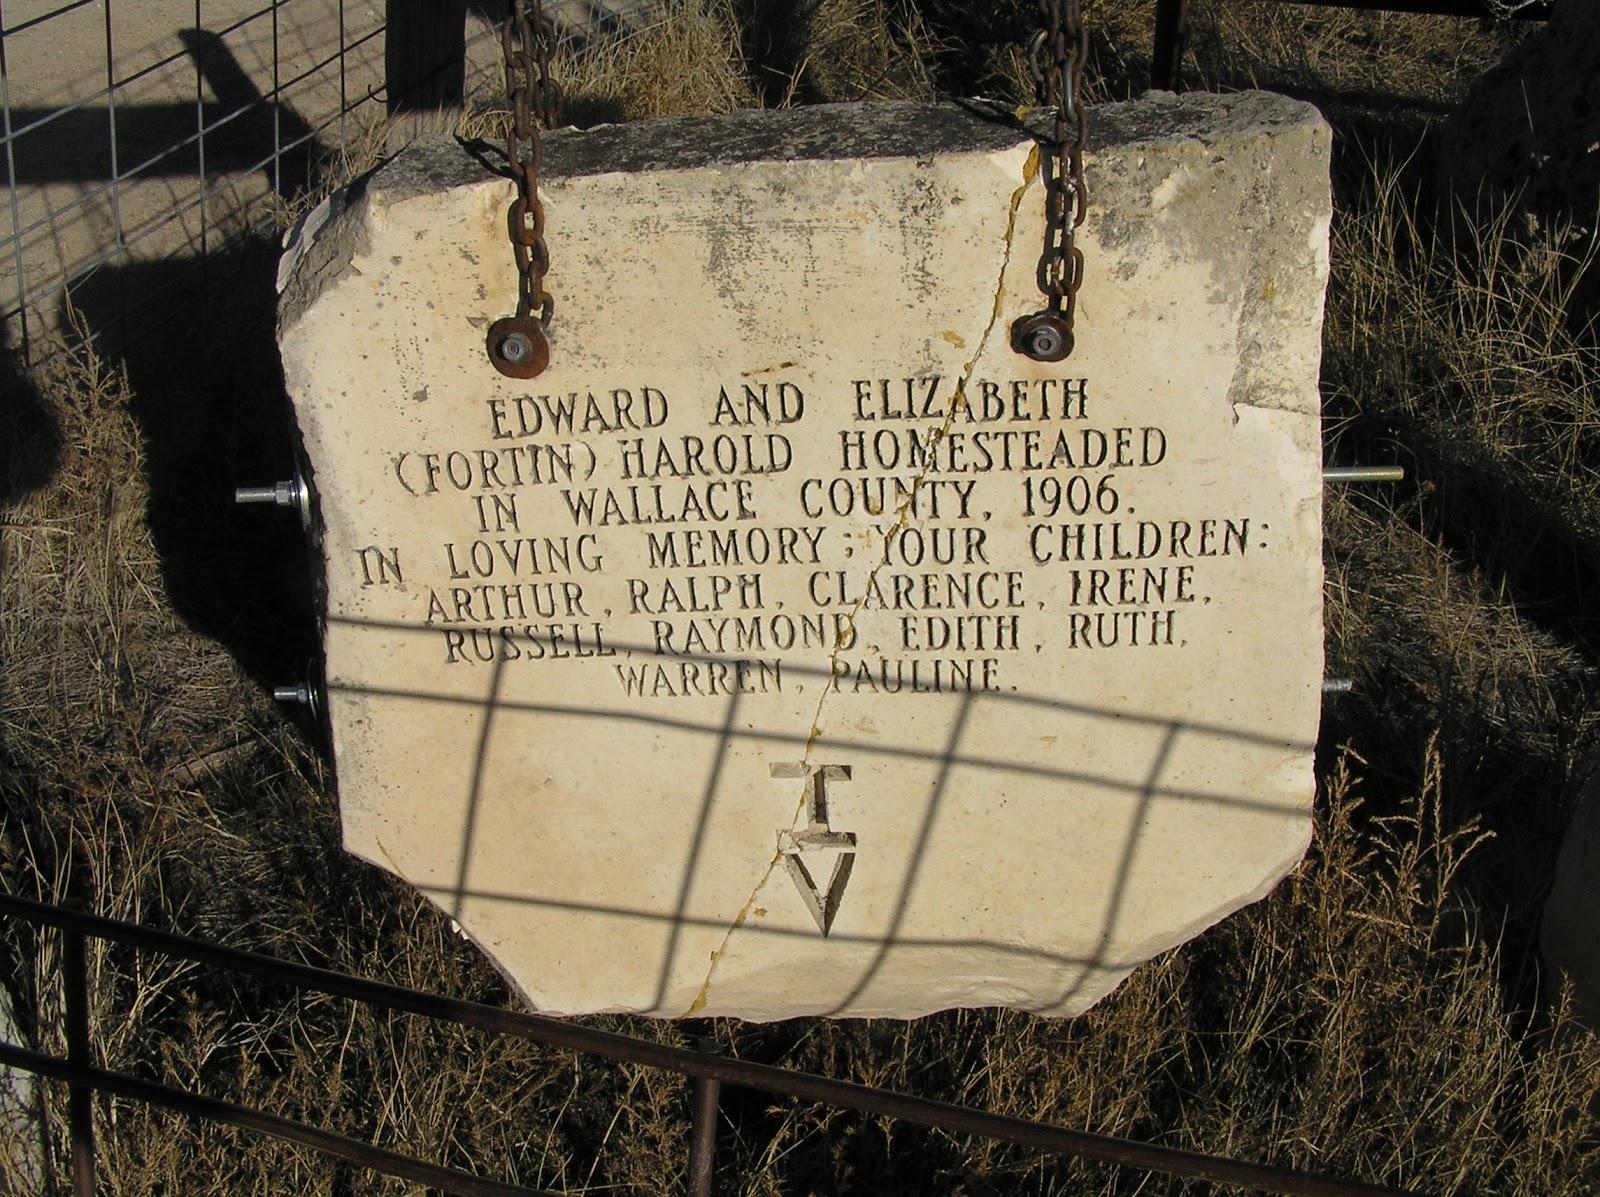 EDWARD AND ELIZABETH
(FORTIN) HAROLD HOMESTEADED
IN WALLACE COUNTY, 1906.
IN LOVING MEMORY; YOUR CHILDREN:
ARTHUR, RALPH, CLARENCE, IRENE,
RUSSELL, RAYMOND, EDITH, RUTH,
WARREN, PAULINE.